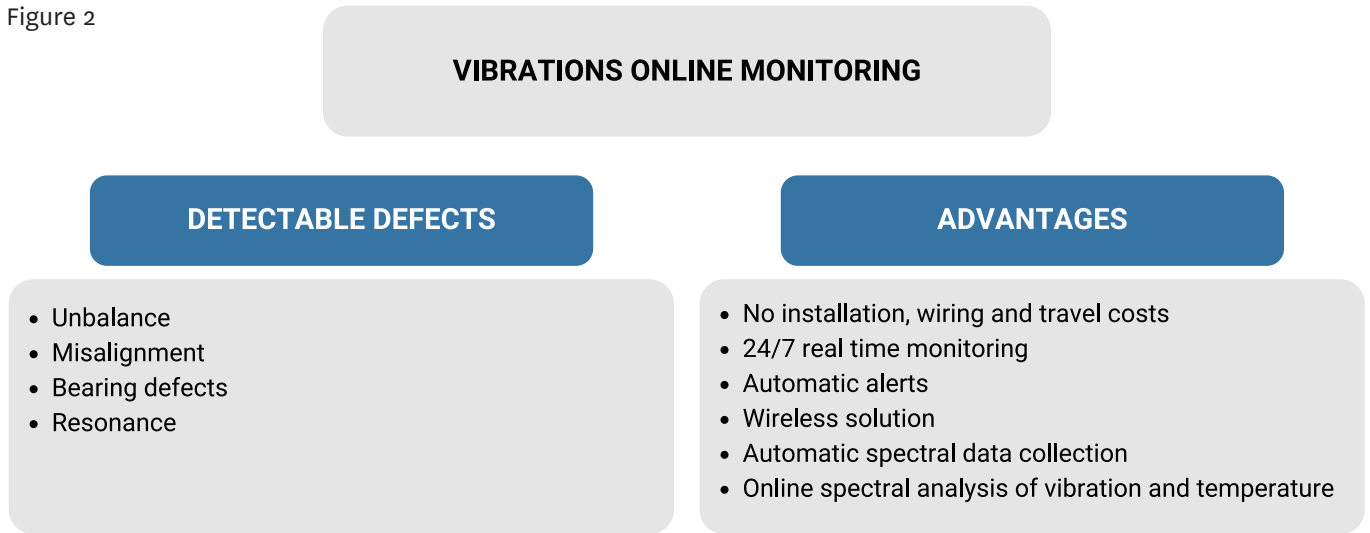 Figure 2
VIBRATIONS ONLINE MONITORING
DETECTABLE DEFECTS
• Unbalance
• Misalignment
• Bearing defects
• Resonance
ADVANTAGES
• No installation, wiring and travel costs
• 24/7 real time monitoring
• Automatic alerts
• Wireless solution
• Automatic spectral data collection
• Online spectral analysis of vibration and temperature